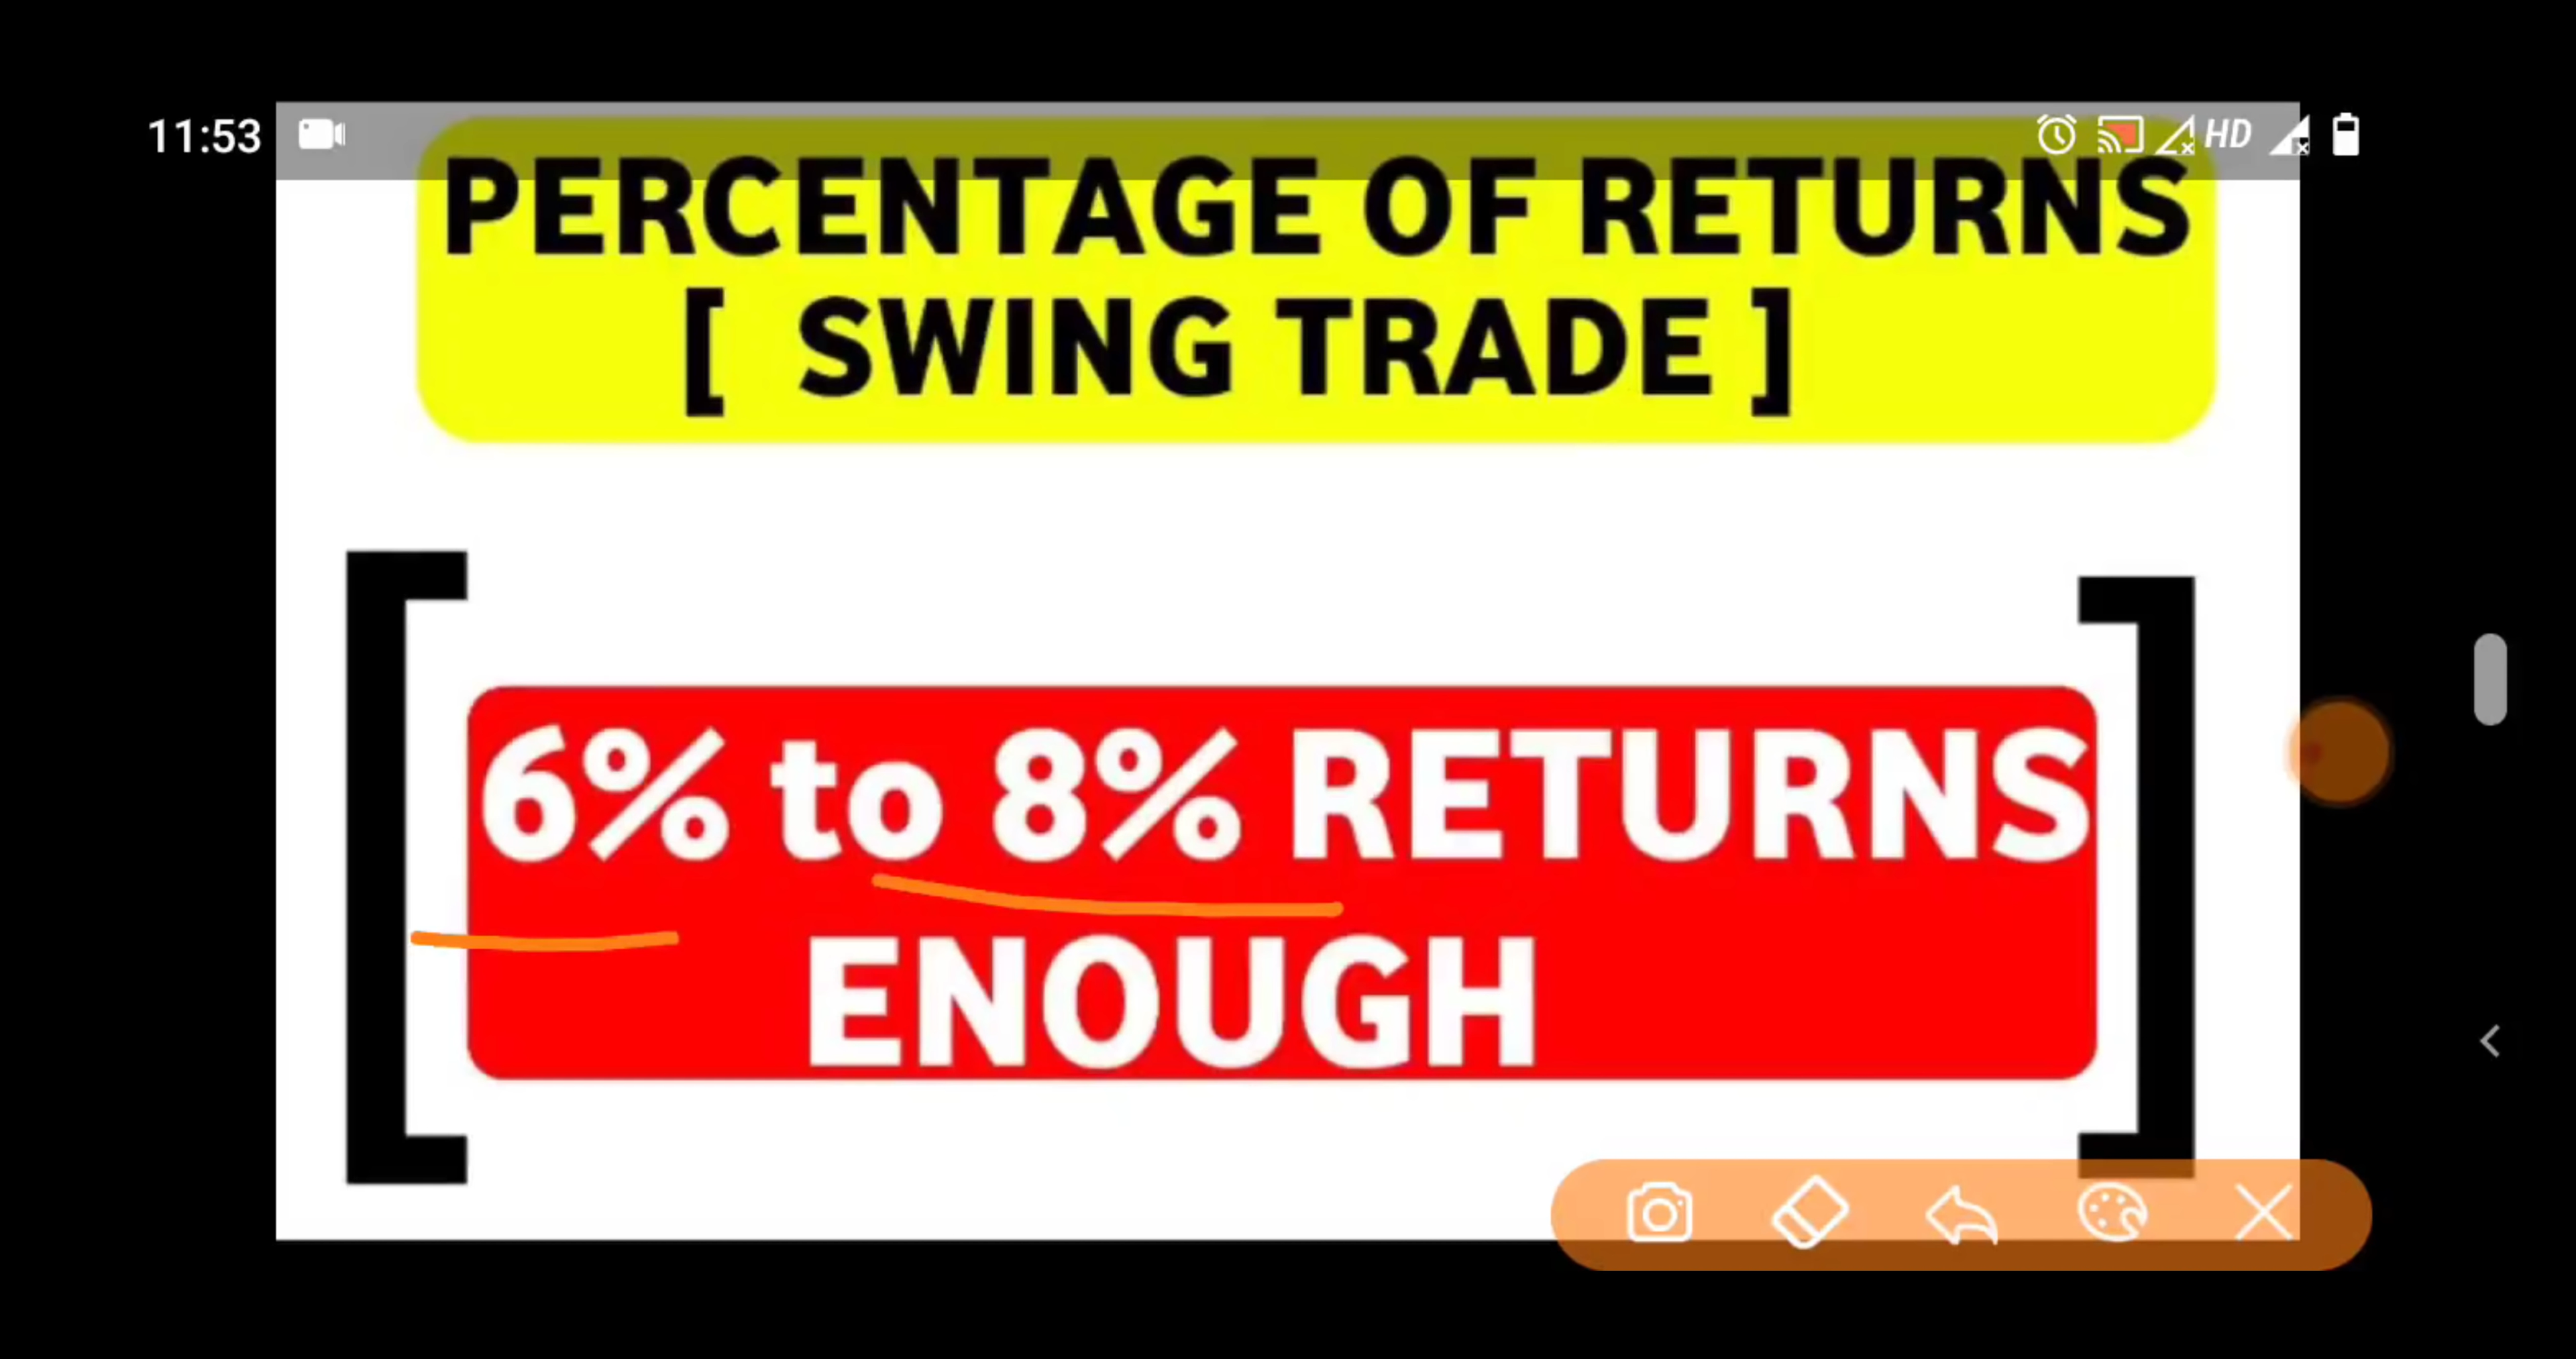 11:53
HD
PERCENTAGE OF RETURNS
[ SWING TRADE ]
6% to 8% RETURNS
ENOUGH